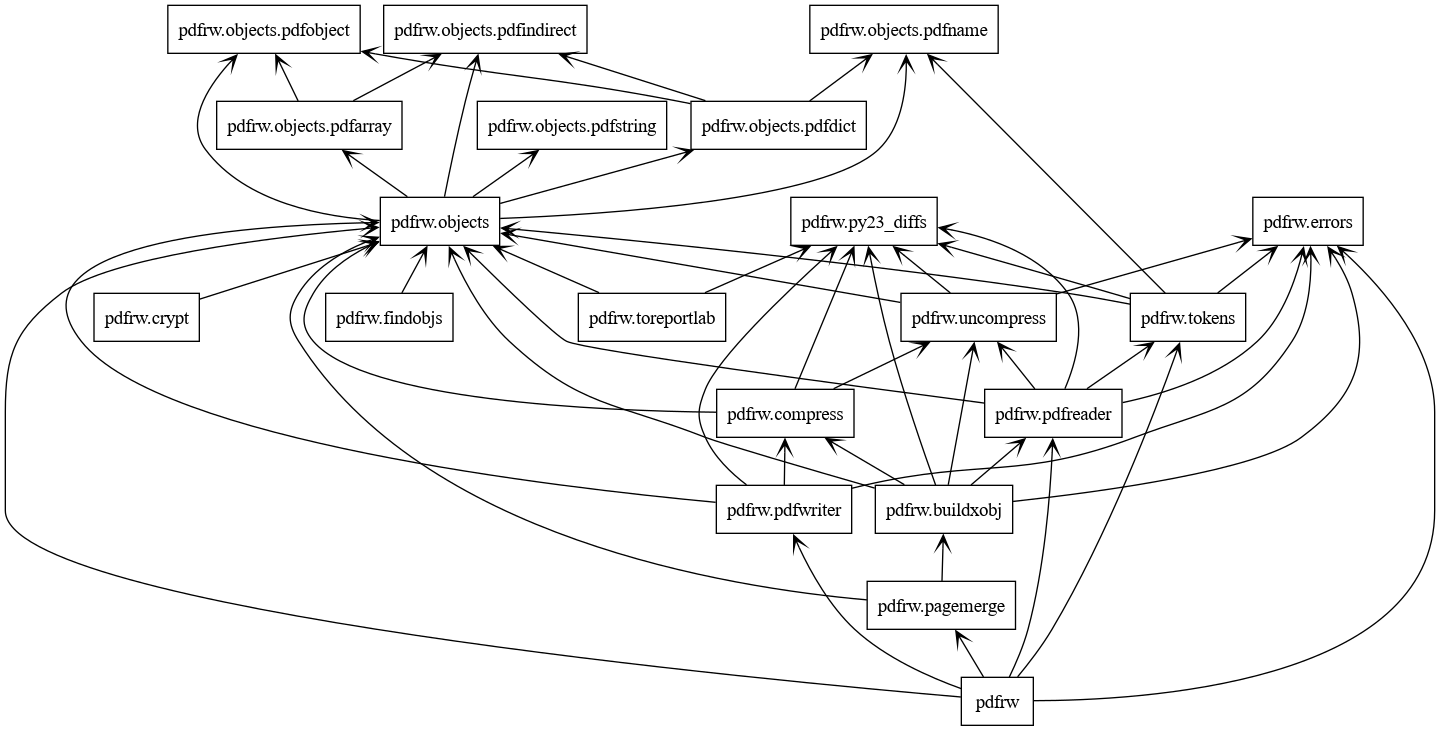 pdfrw.objects.pdfobject
pdfrw.objects.pdfindirect
pdfrw.objects.pdfname
pdfrw.objects.pdfarray
pdfrw.objects.pdfstring
pdfrw.objects.pdfdict
pdfrw.objects
pdfrw.py23_diffs
pdfrw.errors
pdfrw.crypt
pdfrw.findobjs
pdfrw.toreportlab
pdfrw.uncompress
pdfrw.tokens
pdfrw.compress
pdfrw.pdfreader
pdfrw.pdfwriter
pdfrw.buildxobj
pdfrw.pagemerge
pdfrw